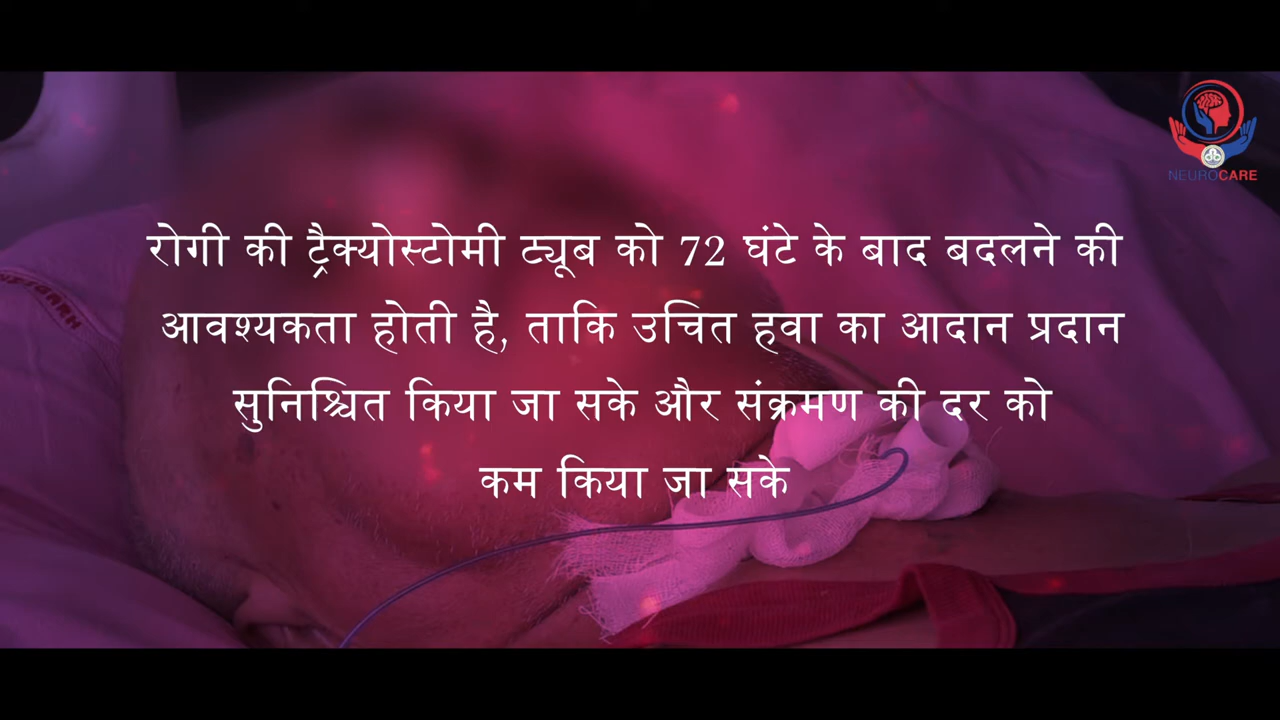 NEUROCARE
रोगी की ट्रैक्योस्टोमी ट्यूब को 72 घंटे के बाद बदलने की
आवश्यकता होती है, ताकि उचित हवा का आदान प्रदान
सुनिश्चित किया जा सके और संक्रमण की दर को
कम किया जा सके